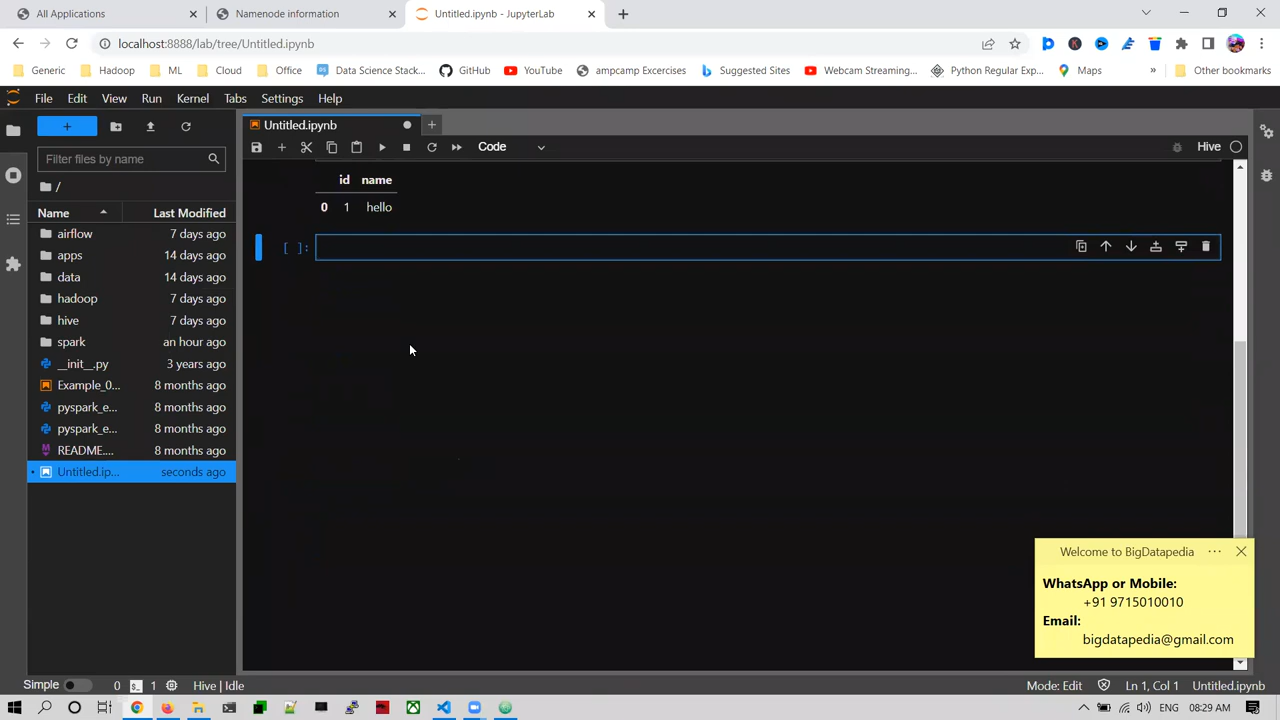 All Applications
Namenode information
Untitled.ipynb - JupyterLab
localhost:8888/lab/tree/Untitled.ipynb
Generic Hadoop ML Cloud Office Data Science Stack... GitHub YouTube ampcamp Excercises Suggested Sites Webcam Streaming... Python Regular Exp... Maps » Other bookmarks
File Edit View Run Kernel Tabs Settings Help
Untitled.ipynb
Filter files by name
Code
Hive
/
Name Last Modified
airflow 7 days ago
apps 14 days ago
data 14 days ago
hadoop 7 days ago
hive 7 days ago
spark an hour ago
__init__.py 3 years ago
Example_0... 8 months ago
pyspark_e... 8 months ago
pyspark_e... 8 months ago
README.... 8 months ago
Untitled.ip... seconds ago
id name
0 1 hello
[ ]:
Welcome to BigDatapedia ...
WhatsApp or Mobile:
+91 9715010010
Email:
bigdatapedia@gmail.com
Simple 0 1 Hive | Idle Mode: Edit Ln 1, Col 1 Untitled.ipynb
08:29 AM